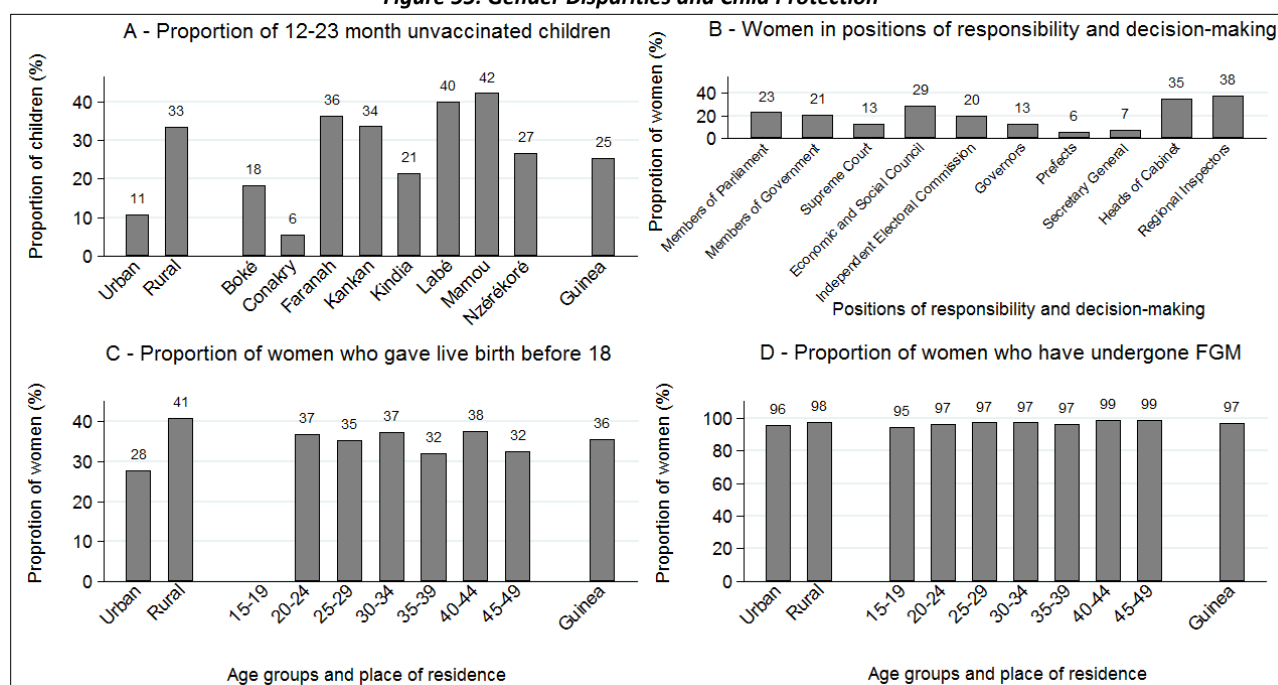 Figure 55: Gender Disparities and Child Protection
A - Proportion of 12-23 month unvaccinated children
Proportion of children (%)
40
30
20
10
0
11
33
18
6
36
34
21
40
42
27
25
Urban
Rural
Boké
Conakry
Faranah
Kankan
Kindia
Labé
Mamou
Nzérékoré
Guinea
B - Women in positions of responsibility and decision-making
Proprotion of women (%)
40
20
0
23
21
13
29
20
13
6
7
35
38
Members of Parliament
Members of Government
Supreme Court
Economic and Social Council
Independent Electoral Commission
Governors
Prefects
Secretary General
Heads of Cabinet
Regional Inspectors
Positions of responsibility and decision-making
C - Proportion of women who gave live birth before 18
Proprotion of women (%)
40
30
20
10
0
28
41
37
35
37
32
38
32
36
Urban
Rural
15-19
20-24
25-29
30-34
35-39
40-44
45-49
Guinea
Age groups and place of residence
D - Proportion of women who have undergone FGM
Proportion of women (%)
100
80
60
40
20
0
96
98
95
97
97
97
97
99
99
97
Urban
Rural
15-19
20-24
25-29
30-34
35-39
40-44
45-49
Guinea
Age groups and place of residence